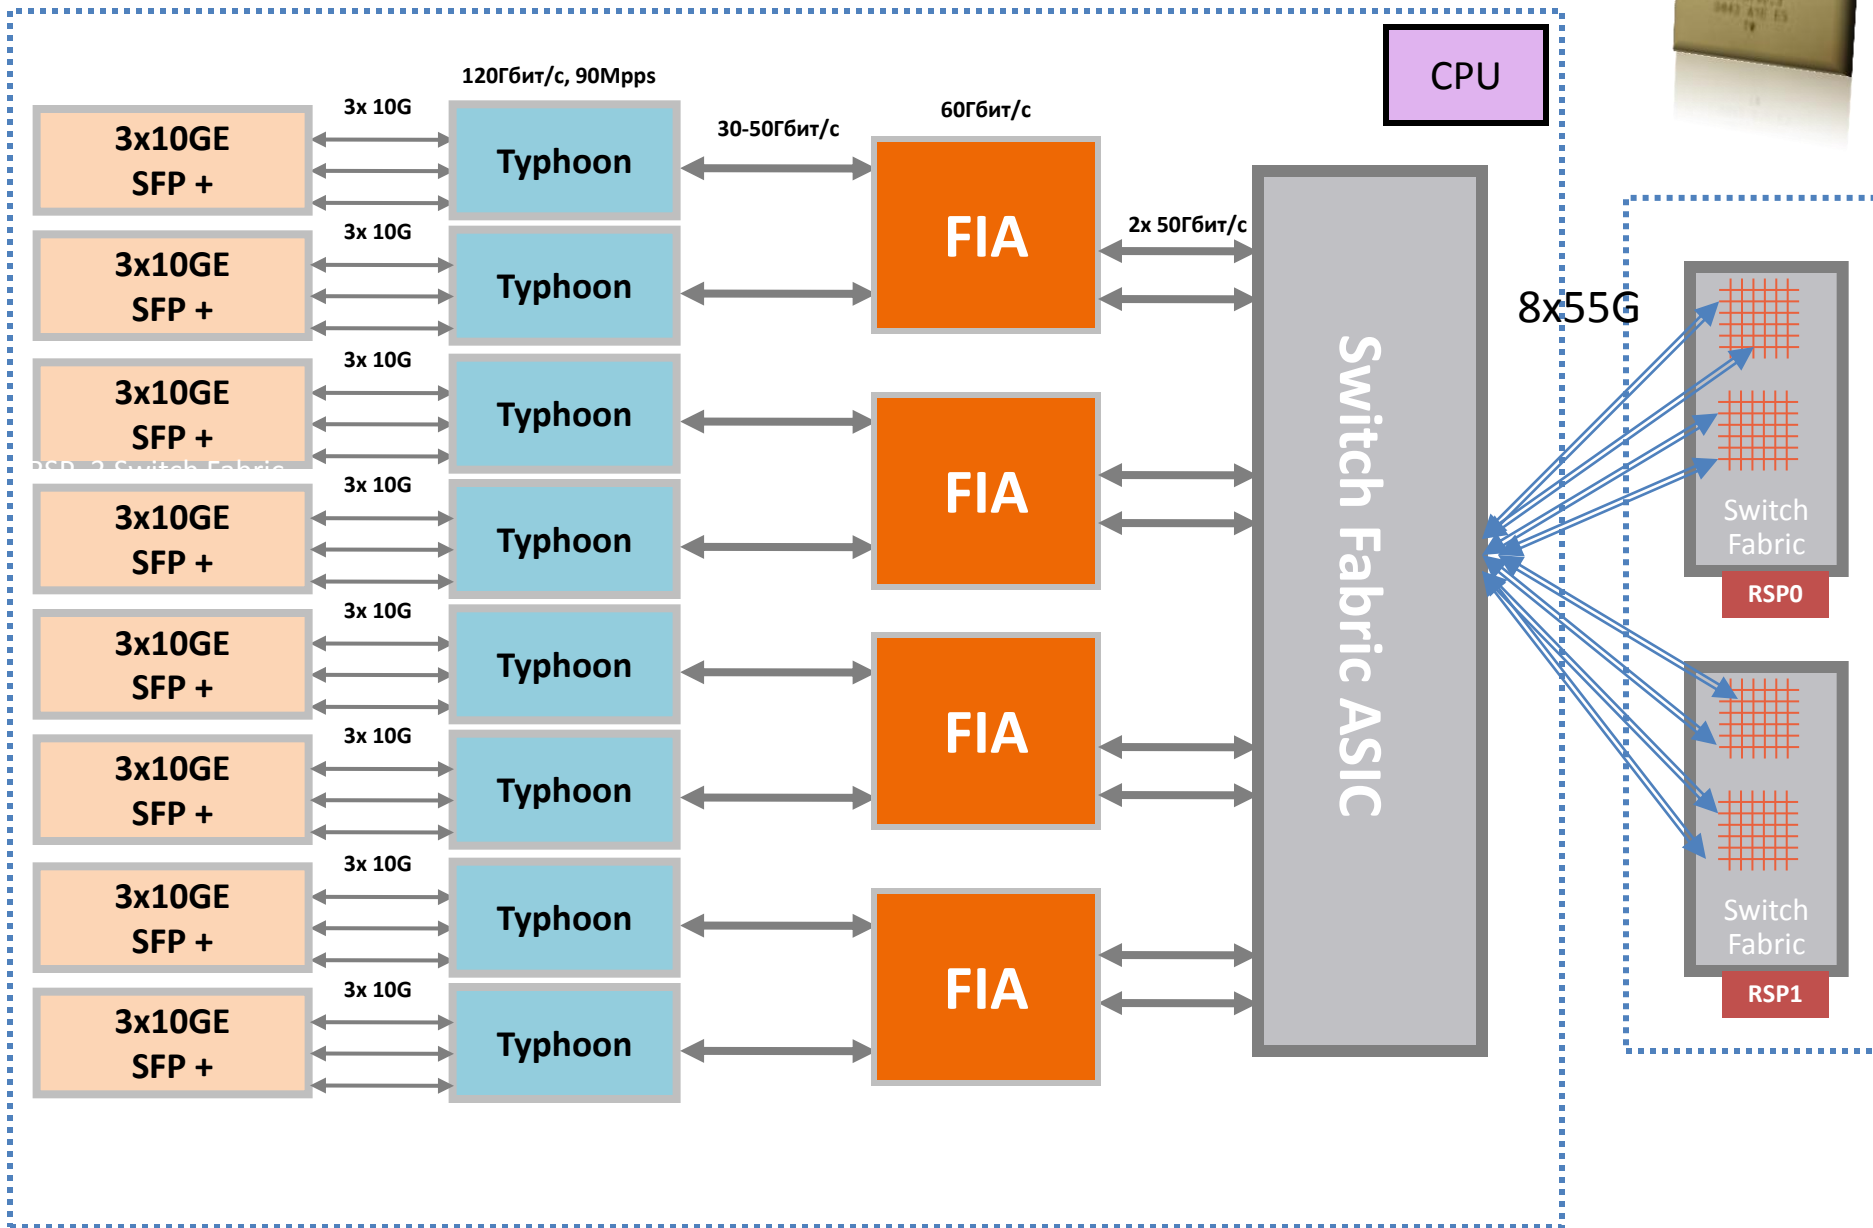 CPU
120Гбит/с, 90Mpps
3x 10G
30-50Гбит/с
60Гбит/с
3x10GE
SFP +
Typhoon
FIA
2x 50Гбит/с
3x 10G
3x10GE
SFP +
Typhoon
8x55G
3x 10G
3x10GE
SFP +
Typhoon
FIA
Switch Fabric ASIC
Switch
Fabric
RSP0
2 Switch Fabric
3x 10G
3x10GE
SFP +
Typhoon
3x 10G
3x10GE
SFP +
Typhoon
FIA
3x 10G
3x10GE
SFP +
Typhoon
3x 10G
3x10GE
SFP +
Typhoon
FIA
Switch
Fabric
RSP1
3x 10G
3x10GE
SFP +
Typhoon